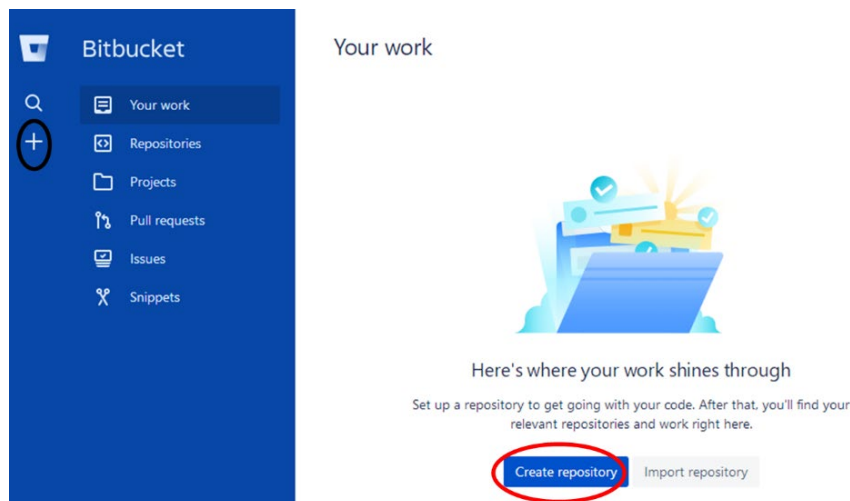 Bitbucket
Your work
Repositories
Projects
Pull requests
Issues
Snippets
Your work
Here's where your work shines through
Set up a repository to get going with your code. After that, you'll find your
relevant repositories and work right here.
Create repository
Import repository